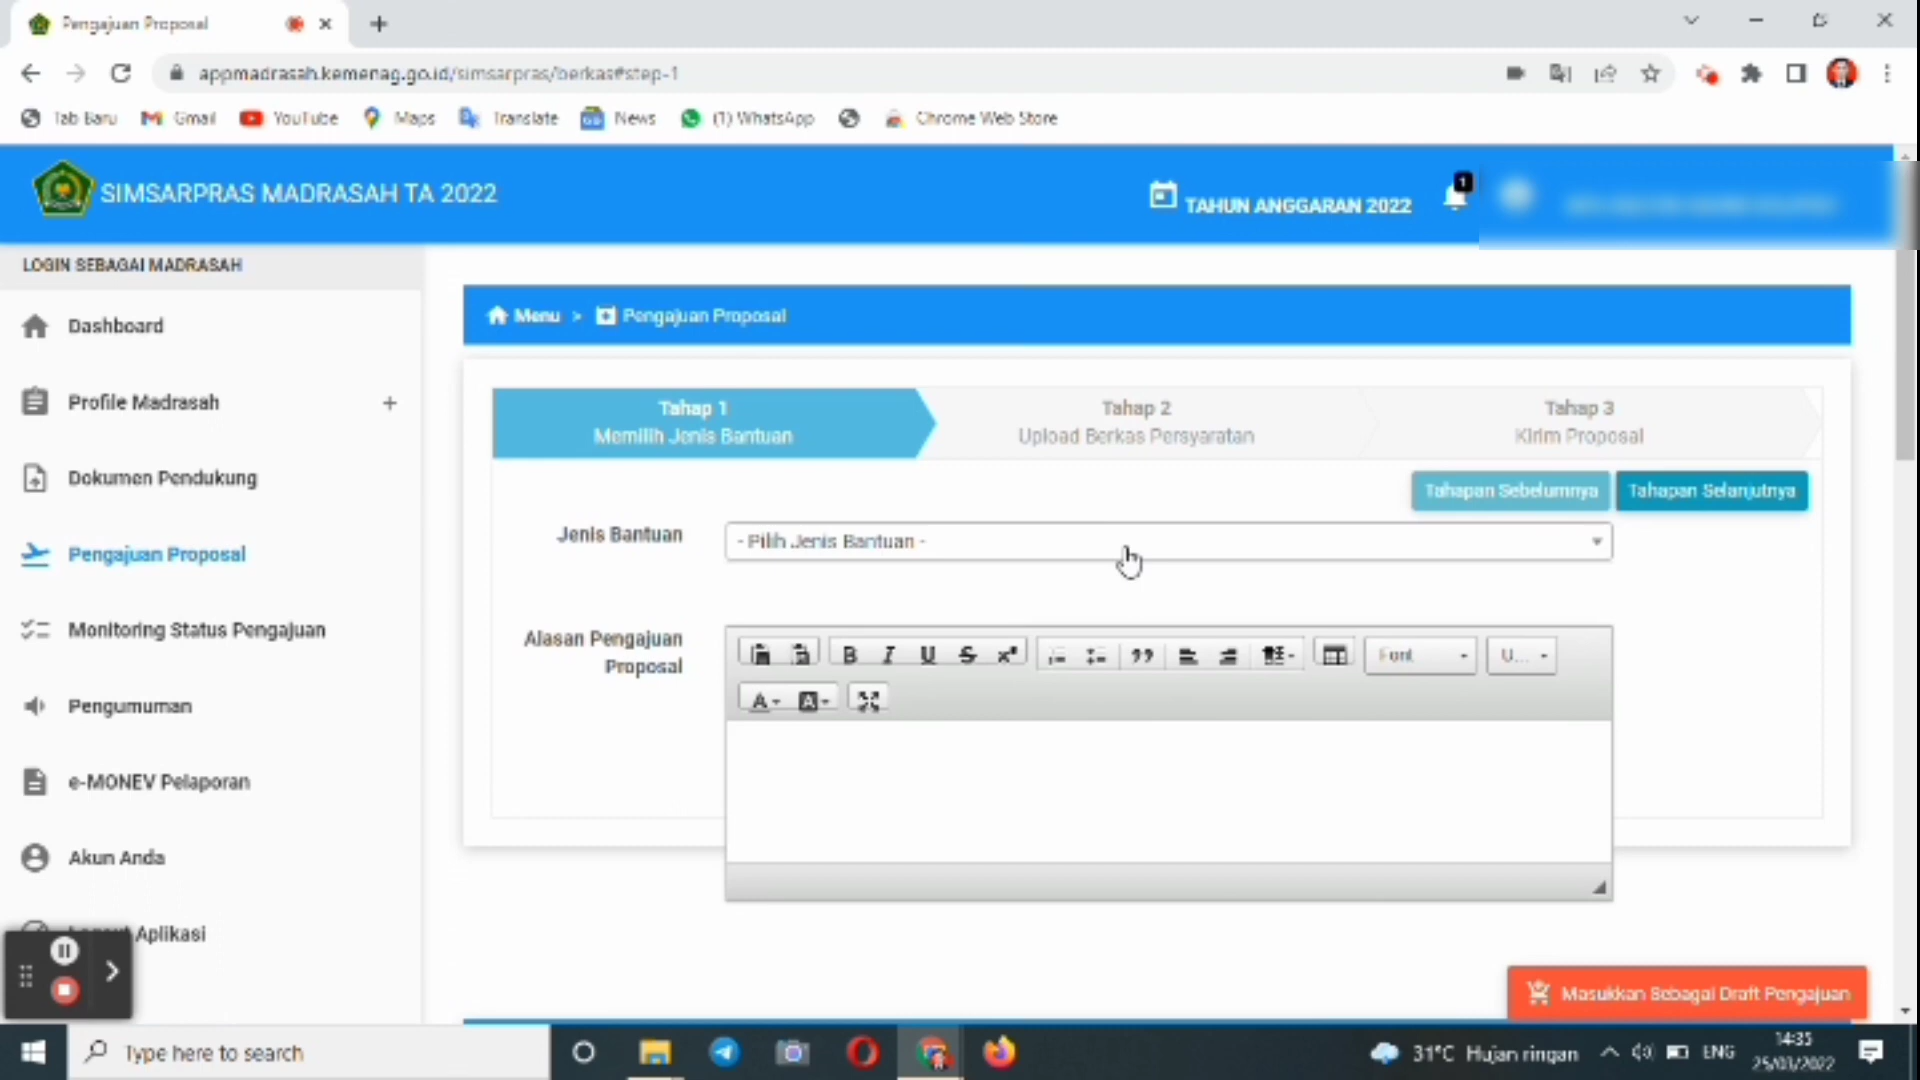 Pengajuan Proposal
appmadrasah.kemenag.go.id/simsarpras/berkas#step-1
Tab Baru Gmail YouTube Maps Translate News (1) WhatsApp Chrome Web Store
SIMSARPRAS MADRASAH TA 2022
TAHUN ANGGARAN 2022
1
LOGIN SEBAGAI MADRASAH
Dashboard
Profile Madrasah +
Dokumen Pendukung
Pengajuan Proposal
Monitoring Status Pengajuan
Pengumuman
e-MONEV Pelaporan
Akun Anda
Aplikasi
Menu > Pengajuan Proposal
Tahap 1
Memilih Jenis Bantuan
Tahap 2
Upload Berkas Persyaratan
Tahap 3
Kirim Proposal
Tahapan Sebelumnya Tahapan Selanjutnya
Jenis Bantuan
- Pilih Jenis Bantuan -
Alasan Pengajuan
Proposal
B I U S x
Font U...
A A
Masukkan Sebagai Draft Pengajuan
Type here to search
31°C Hujan ringan ENG
14:35
25/03/2022